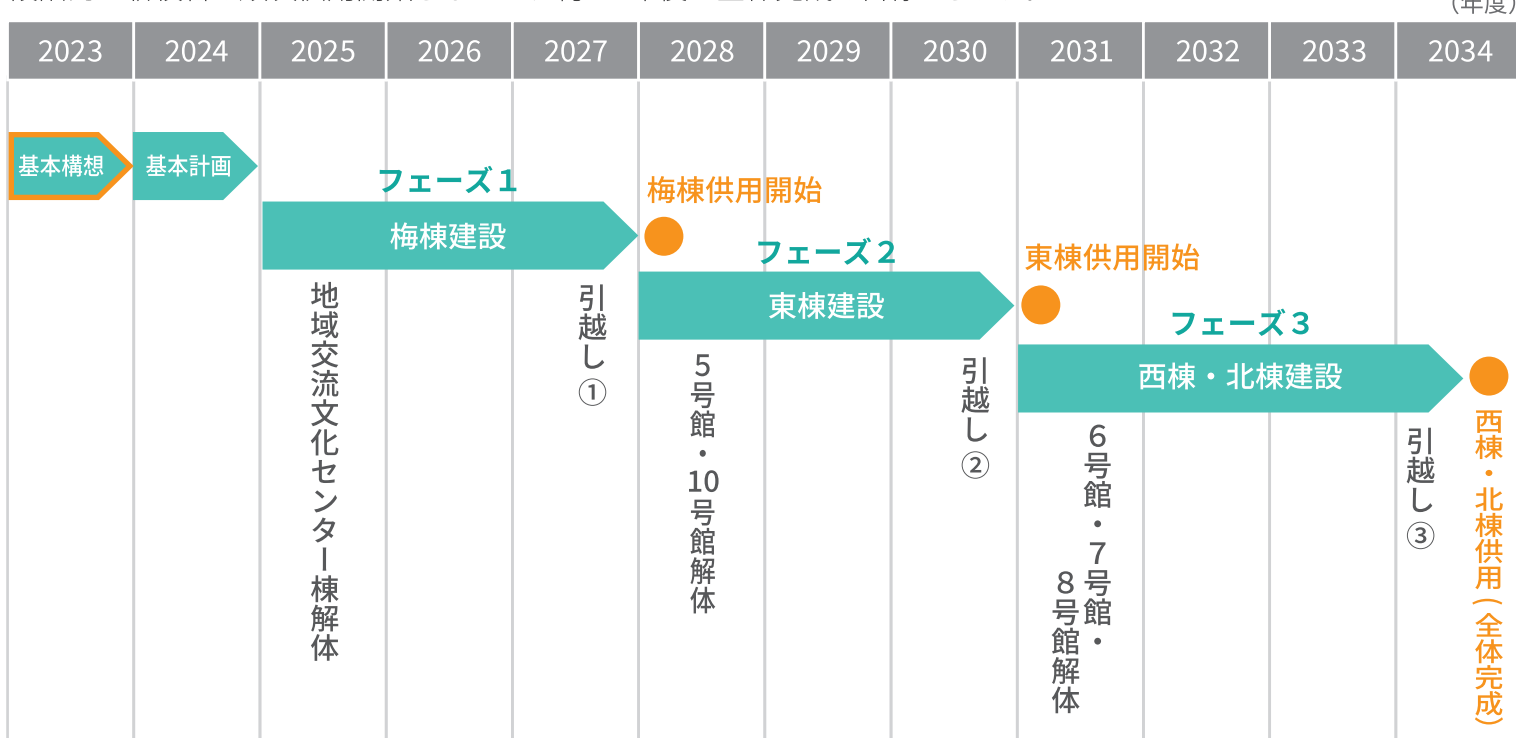 （年度）
2023 2024 2025 2026 2027 2028 2029 2030 2031 2032 2033 2034
基本構想
基本計画
フェーズ１
梅棟建設
地域交流文化センター棟解体
引越し①
梅棟供用開始
フェーズ２
東棟建設
５号館・10号館解体
引越し②
東棟供用開始
フェーズ３
西棟・北棟建設
６号館・７号館・
８号館解体
引越し③
西棟・北棟供用（全体完成）